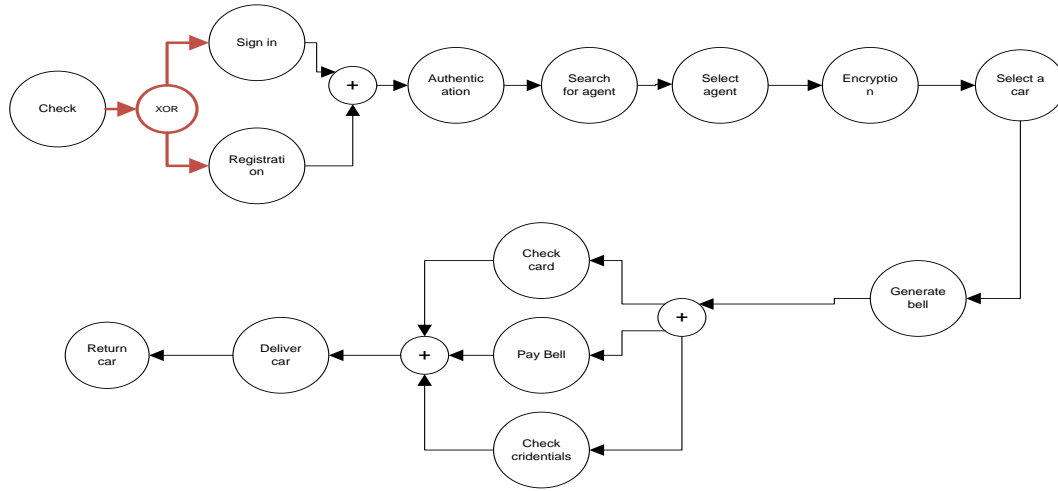 Sign in
Check
XOR
+
Authentic
ation
Search
for agent
Select
agent
Encryptio
n
Select a
car
Registrati
on
Check
card
Generate
bell
+
Return
car
Deliver
car
+
Pay Bell
Check
cridentials